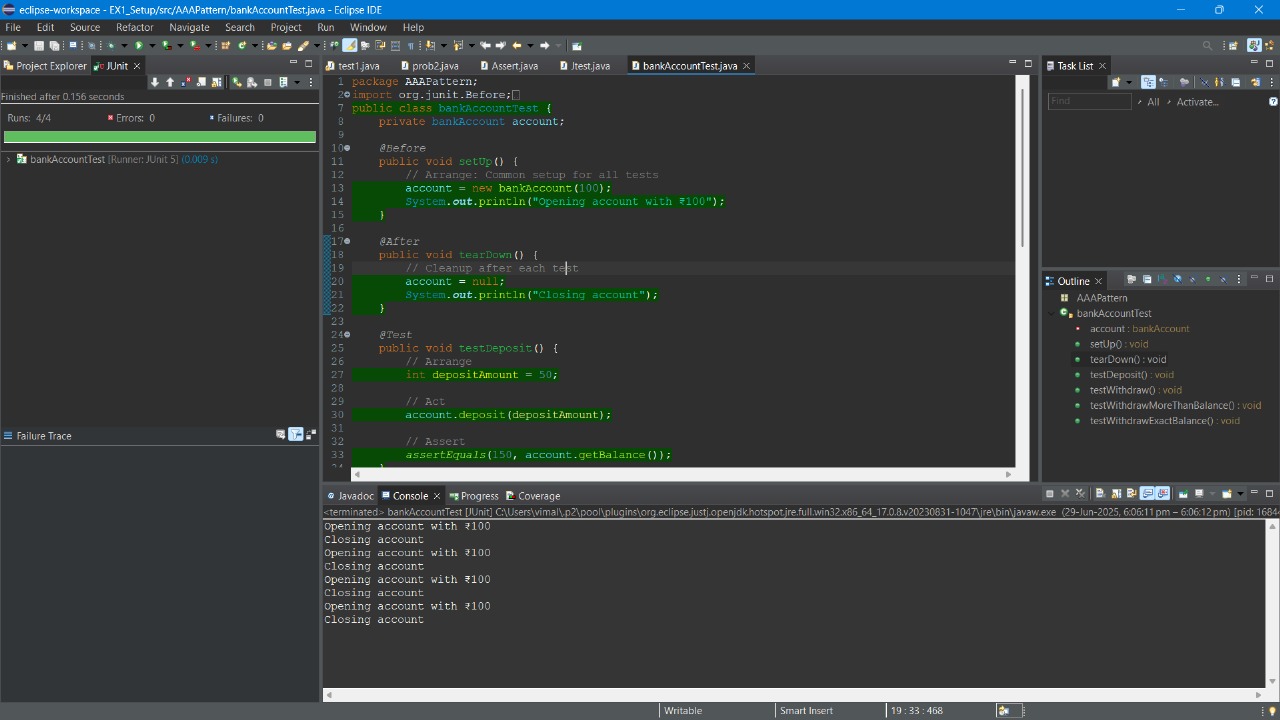 eclipse-workspace - EX1_Setup/src/AAAPattern/bankAccountTest.java - Eclipse IDE
File Edit Source Refactor Navigate Search Project Run Window Help
Project Explorer JUnit
Finished after 0.156 seconds
Runs: 4/4 Errors: 0 Failures: 0
bankAccountTest [Runner: JUnit 5] (0.009 s)
Failure Trace
test1.java prob2.java Assert.java Jtest.java bankAccountTest.java
1 package AAAPattern;
2 import org.junit.Before;
7 public class bankAccountTest {
8 private bankAccount account;
9
10 @Before
11 public void setUp() {
12 // Arrange: Common setup for all tests
13 account = new bankAccount(100);
14 System.out.println("Opening account with ₹100");
15 }
16
17 @After
18 public void tearDown() {
19 // Cleanup after each test
20 account = null;
21 System.out.println("Closing account");
22 }
23
24 @Test
25 public void testDeposit() {
26 // Arrange
27 int depositAmount = 50;
28
29 // Act
30 account.deposit(depositAmount);
31
32 // Assert
33 assertEquals(150, account.getBalance());
34 }
Task List
Find All Activate...
Outline
AAAPattern
bankAccountTest
account : bankAccount
setUp() : void
tearDown() : void
testDeposit() : void
testWithdraw() : void
testWithdrawMoreThanBalance() : void
testWithdrawExactBalance() : void
Javadoc Console Progress Coverage
<terminated> bankAccountTest [JUnit] C:\Users\vimal\.p2\pool\plugins\org.eclipse.justj.openjdk.hotspot.jre.full.win32.x86_64_17.0.8.v20230831-1047\jre\bin\javaw.exe (29-Jun-2025, 6:06:11 pm – 6:06:12 pm) [pid: 1684
Opening account with ₹100
Closing account
Opening account with ₹100
Closing account
Opening account with ₹100
Closing account
Opening account with ₹100
Closing account
Writable Smart Insert 19 : 33 : 468